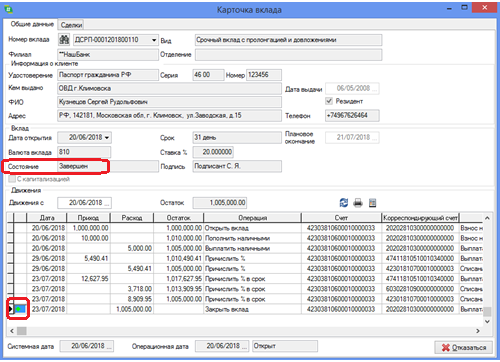 Карточка вклада
Общие данные Сделки
Номер вклада ДСРП-0001201800110 Вид Срочный вклад с пролонгацией и довложениями
Филиал **НашБанк Отделение
Информация о клиенте
Удостоверение Паспорт гражданина РФ Серия 46 00 Номер 123456
Кем выдано ОВД г.Климовска Дата выдачи 06/05/2008
ФИО Кузнецов Сергей Рудольфович Резидент
Адрес РФ, 142181, Московская обл, г. Климовск, ул.Заводская, д.15 Телефон +74967626464
Вклад
Дата открытия 20/06/2018 Срок 31 день Плановое окончание 21/07/2018
Валюта вклада 810 Ставка % 20.000000
Состояние Завершен Подпись Подписант С. Я.
С капитализацией
Движения
Движения с 20/06/2018 ... Остаток 1,005,000.00
Дата Приход Расход Остаток Операция Счет Корреспондирующий счет
20/06/2018 1,000,000.00 1,000,000.00 Открыть вклад 42303810600010000033 20202810300000000000 Взнос н
20/06/2018 10,000.00 1,010,000.00 Пополнить наличными 42303810600010000033 20202810300000000000 Взнос н
20/06/2018 5,000.00 1,005,000.00 Выплатить наличными 42303810600010000033 20202810300000000000 Выплат
29/06/2018 5,490.41 1,010,490.41 Причислить % 42303810600010000033 47411810510010340000 Выплат
29/06/2018 5,490.41 1,005,000.00 Причислить % 42303810600010000033 42301810700010000033 Списан
23/07/2018 12,627.95 1,017,627.95 Причислить % в срок 42303810600010000033 47411810510010340000 Выплат
23/07/2018 3,718.00 1,013,909.95 Причислить % в срок 42303810600010000033 60301810900010000000 Списан
23/07/2018 8,909.95 1,005,000.00 Причислить % в срок 42303810600010000033 42301810700010000033 Списан
23/07/2018 1,005,000.00 Закрыть вклад 42303810600010000033 20202810300000000000 Выплат
Системная дата 20/06/2018 ... Операционная дата 20/06/2018 ... Открыт Отказаться